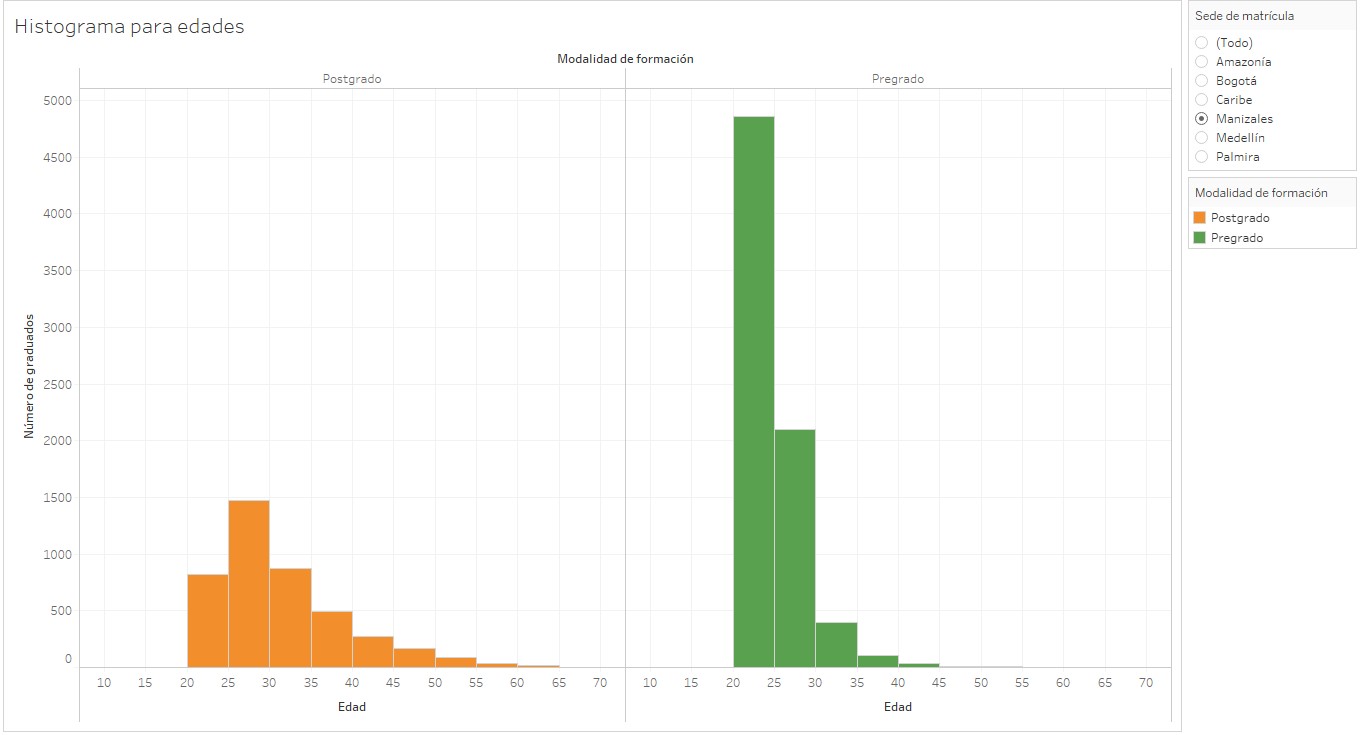 Histograma para edades
Modalidad de formación
Postgrado
Pregrado
5000
4500
4000
3500
3000
2500
2000
1500
1000
500
0
Número de graduados
10 15 20 25 30 35 40 45 50 55 60 65 70
10 15 20 25 30 35 40 45 50 55 60 65 70
Edad
Edad
Sede de matrícula
(Todo)
Amazonía
Bogotá
Caribe
Manizales
Medellín
Palmira
Modalidad de formación
Postgrado
Pregrado